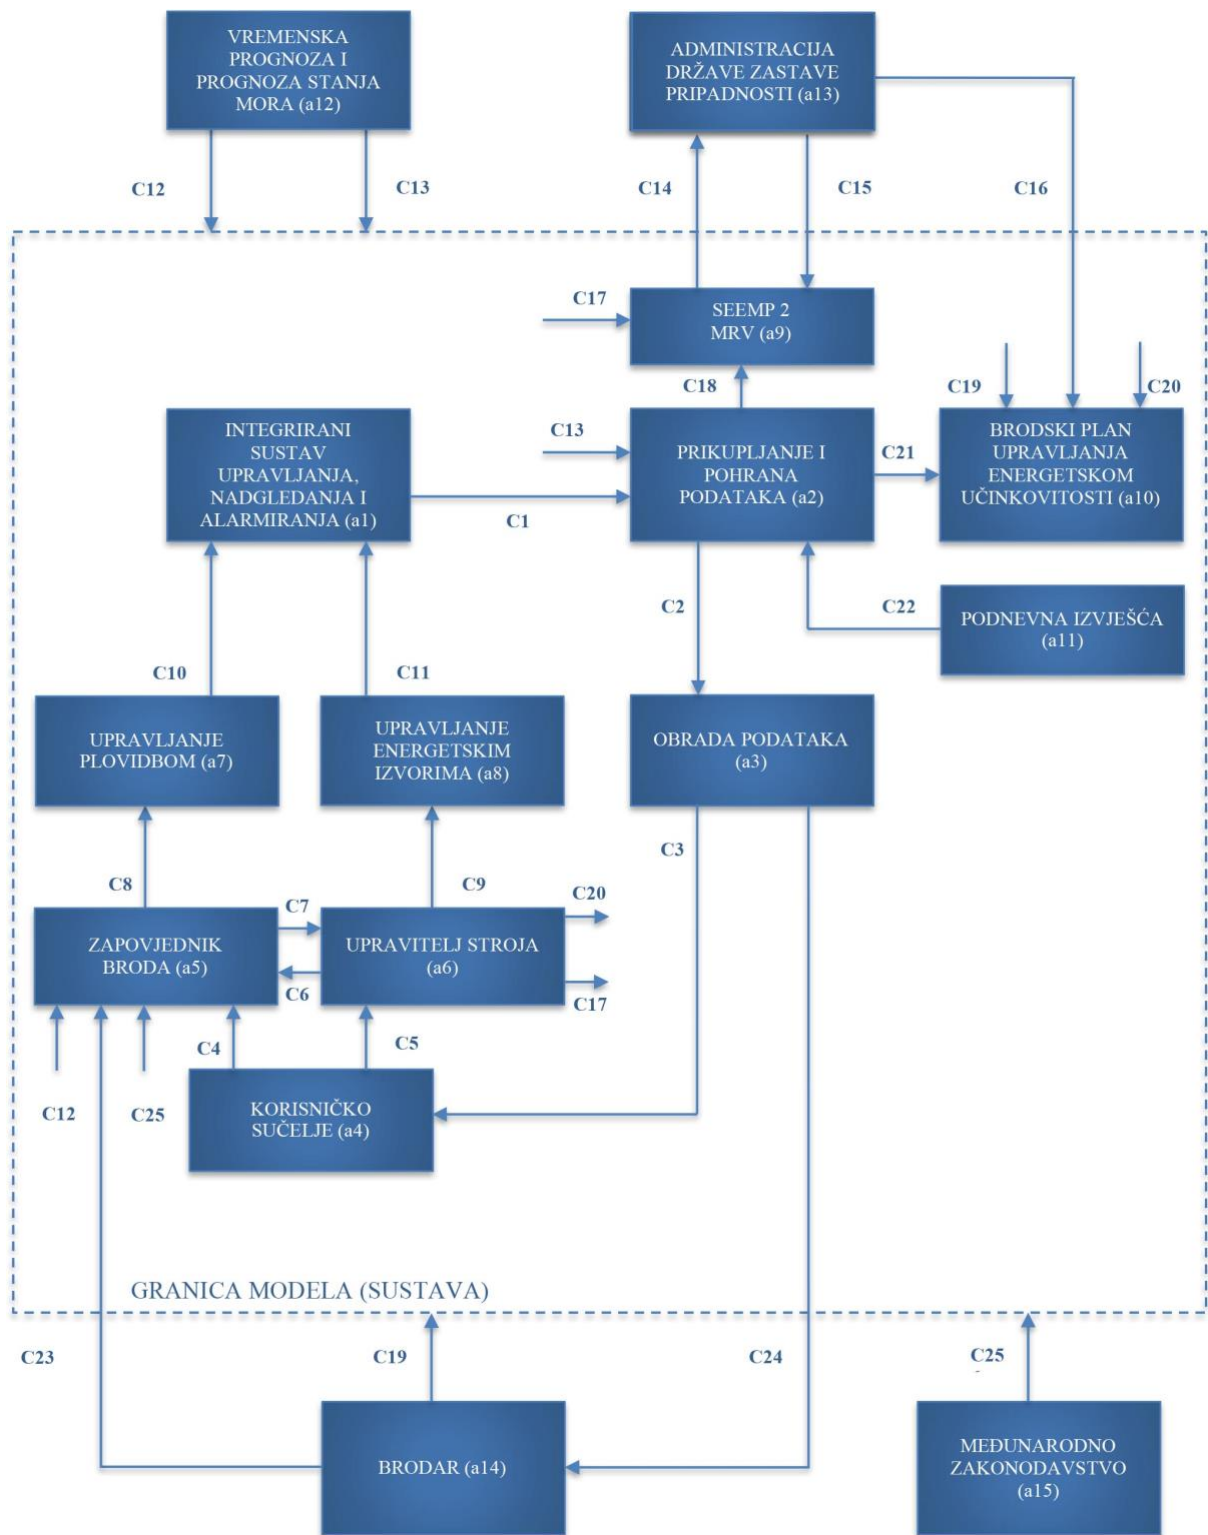 VREMENSKA
PROGNOZA I
PROGNOZA STANJA
MORA (a12)
ADMINISTRACIJA
DRŽAVE ZASTAVE
PRIPADNOSTI (a13)
C12
C13
C14
C15
C16
C17
SEEMP 2
MRV (a9)
C18
C19
C20
INTEGRIRANI
SUSTAV
UPRAVLJANJA,
NADGLEDANJA I
ALARMIRANJA (a1)
C13
C1
PRIKUPLJANJE I
POHRANA
PODATAKA (a2)
C21
BRODSKI PLAN
UPRAVLJANJA
ENERGETSKOM
UČINKOVITOSTI (a10)
C2
C22
PODNEVNA IZVJEŠĆA
(a11)
C10
C11
UPRAVLJANJE
PLOVIDBOM (a7)
UPRAVLJANJE
ENERGETSKIM
IZVORIMA (a8)
OBRADA PODATAKA
(a3)
C3
C8
C9
C7
C20
ZAPOVJEDNIK
BRODA (a5)
UPRAVITELJ STROJA
(a6)
C6
C17
C4
C5
C12
C25
KORISNIČKO
SUČELJE (a4)
GRANICA MODELA (SUSTAVA)
C23
C19
C24
C25
BRODAR (a14)
MEĐUNARODNO
ZAKONODAVSTVO
(a15)